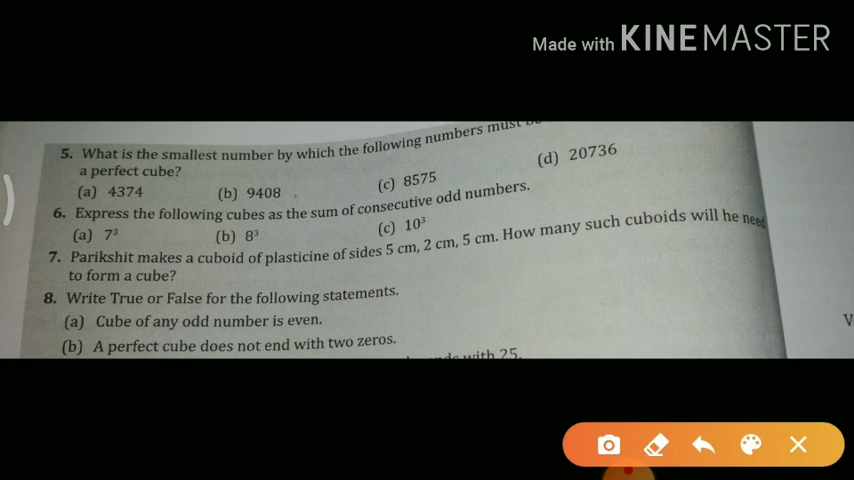 Made with KINEMASTER
5. What is the smallest number by which the following numbers must
a perfect cube?
(a) 4374 (b) 9408 (c) 8575 (d) 20736
6. Express the following cubes as the sum of consecutive odd numbers.
(a) 7³ (b) 8³ (c) 10³
7. Parikshit makes a cuboid of plasticine of sides 5 cm, 2 cm, 5 cm. How many such cuboids will he need
to form a cube?
8. Write True or False for the following statements.
(a) Cube of any odd number is even.
(b) A perfect cube does not end with two zeros.
with 25.
V